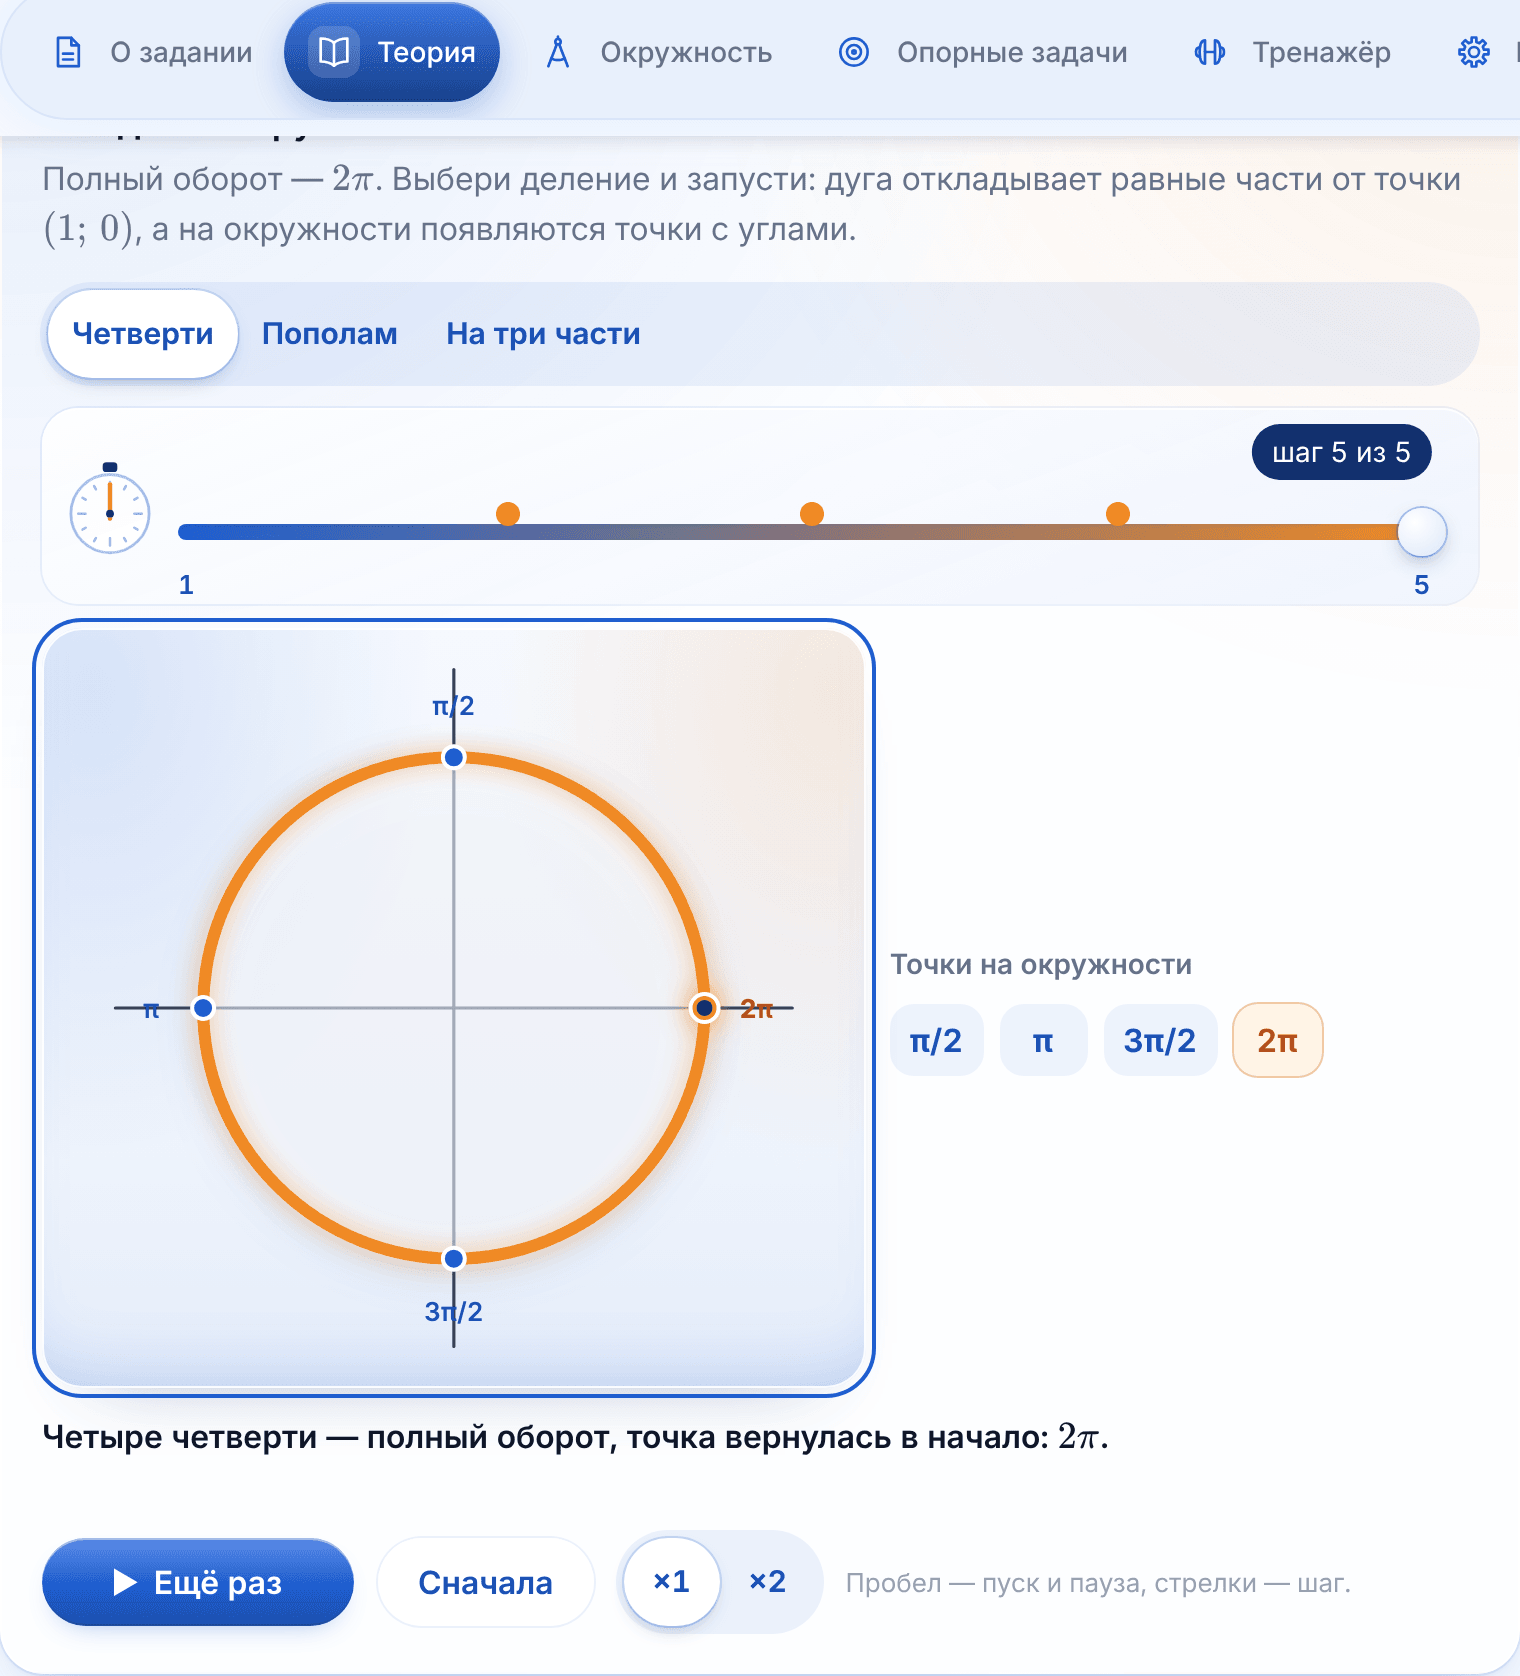 О задании
Теория
Окружность
Опорные задачи
Тренажёр
Полный оборот — 2π. Выбери деление и запусти: дуга откладывает равные части от точки
(1; 0), а на окружности появляются точки с углами.
Четверти
Пополам
На три части
шаг 5 из 5
1
5
π/2
π
2π
3π/2
Точки на окружности
π/2
π
3π/2
2π
Четыре четверти — полный оборот, точка вернулась в начало: 2π.
Ещё раз
Сначала
×1
×2
Пробел — пуск и пауза, стрелки — шаг.